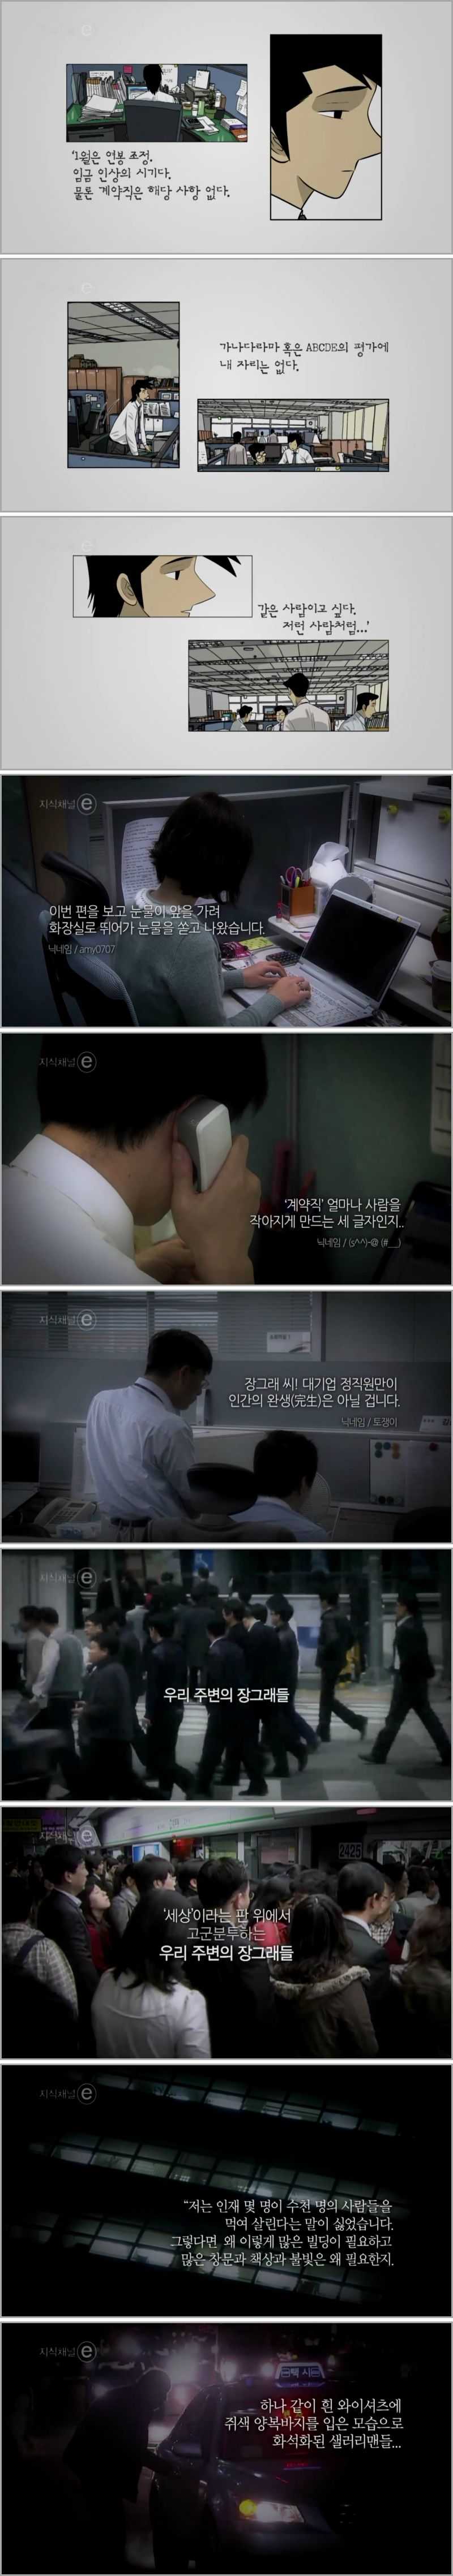 '1월은 연봉 조정.
임금 인상의 시기다.
물론 계약직은 해당 사항 없다.
가나다라마 혹은 ABCDE의 평가에
내 자리는 없다.
같은 사람이고 싶다.
저런 사람처럼...'
지식채널 e
이번 편을 보고 눈물이 앞을 가려
화장실로 뛰어가 눈물을 쏟고 나왔습니다.
닉네임 / amy0707
지식채널 e
'계약직' 얼마나 사람을
작아지게 만드는 세 글자인지..
닉네임 / (s^^)-@ (#__)
지식채널 e
장그래 씨! 대기업 정직원만이
인간의 완생(完生)은 아닐 겁니다.
닉네임 / 토쟁이
지식채널 e
우리 주변의 장그래들
지식채널 e
2425
'세상'이라는 판 위에서
고군분투하는
우리 주변의 장그래들
지식채널 e
"저는 인재 몇 명이 수천 명의 사람들을
먹여 살린다는 말이 싫었습니다.
그렇다면 왜 이렇게 많은 빌딩이 필요하고
많은 창문과 책상과 불빛은 왜 필요한지.
지식채널 e
택시
하나 같이 흰 와이셔츠에
쥐색 양복바지를 입은 모습으로
화석화된 샐러리맨들...